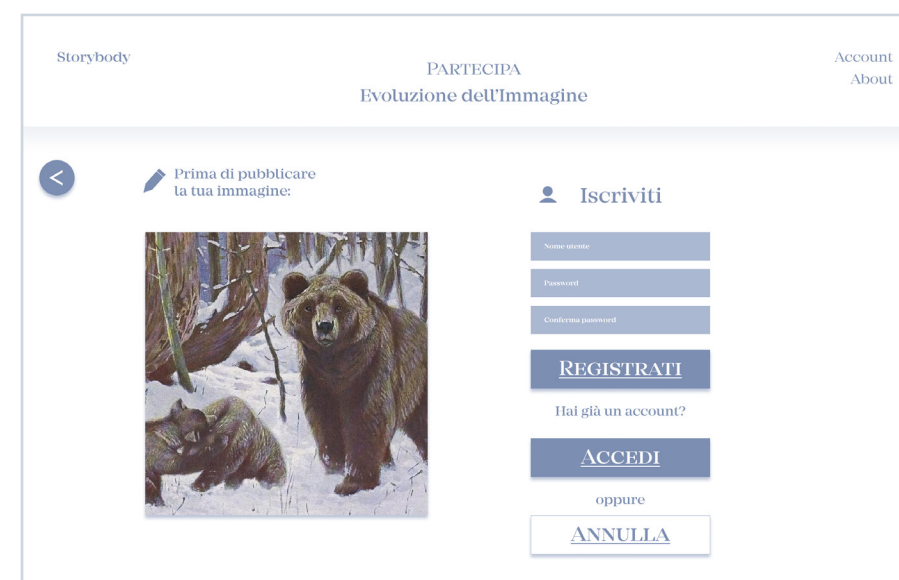 Storybody
PARTECIPA
Evoluzione dell'Immagine
Account
About
<
Prima di pubblicare
la tua immagine:
Iscriviti
Nome utente
Password
Conferma password
REGISTRATI
Hai già un account?
ACCEDI
oppure
ANNULLA